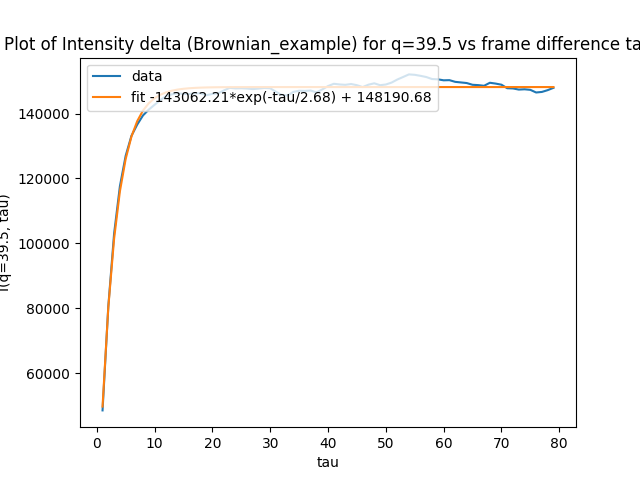 Plot of Intensity delta (Brownian_example) for q=39.5 vs frame difference ta
data
fit -143062.21*exp(-tau/2.68) + 148190.68
140000
120000
100000
80000
60000
I(q=39.5, tau)
0 10 20 30 40 50 60 70 80
tau